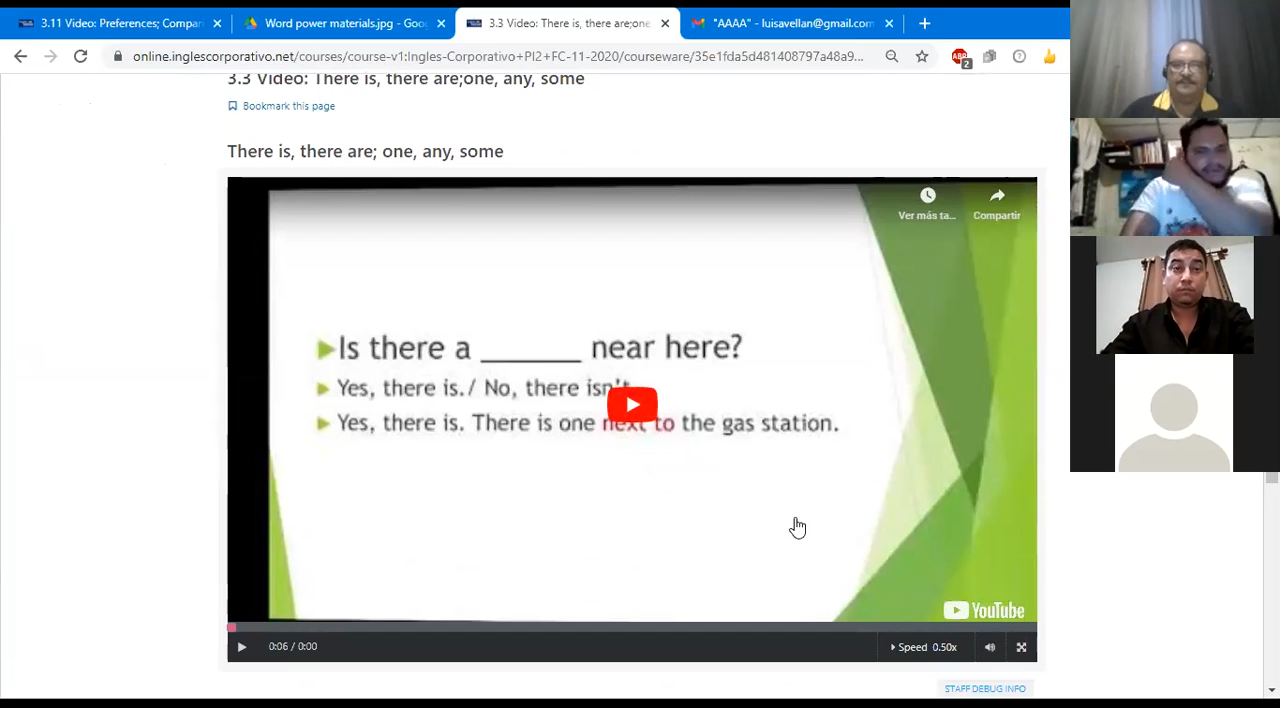 3.11 Video: Preferences; Compar
Word power materials.jpg - Goo
3.3 Video: There is, there are;one
"AAAA" - luisavellan@gmail.com
online.inglescorporativo.net/courses/course-v1:Ingles-Corporativo+PI2+FC-11-2020/courseware/35e1fda5d481408797a48a9...
ABP
2
3.3 Video: There is, there are;one, any, some
Bookmark this page
There is, there are; one, any, some
Ver más ta...
Compartir
Is there a ______ near here?
Yes, there is./ No, there isn't
Yes, there is. There is one next to the gas station.
YouTube
0:06 / 0:00
Speed 0.50x
STAFF DEBUG INFO